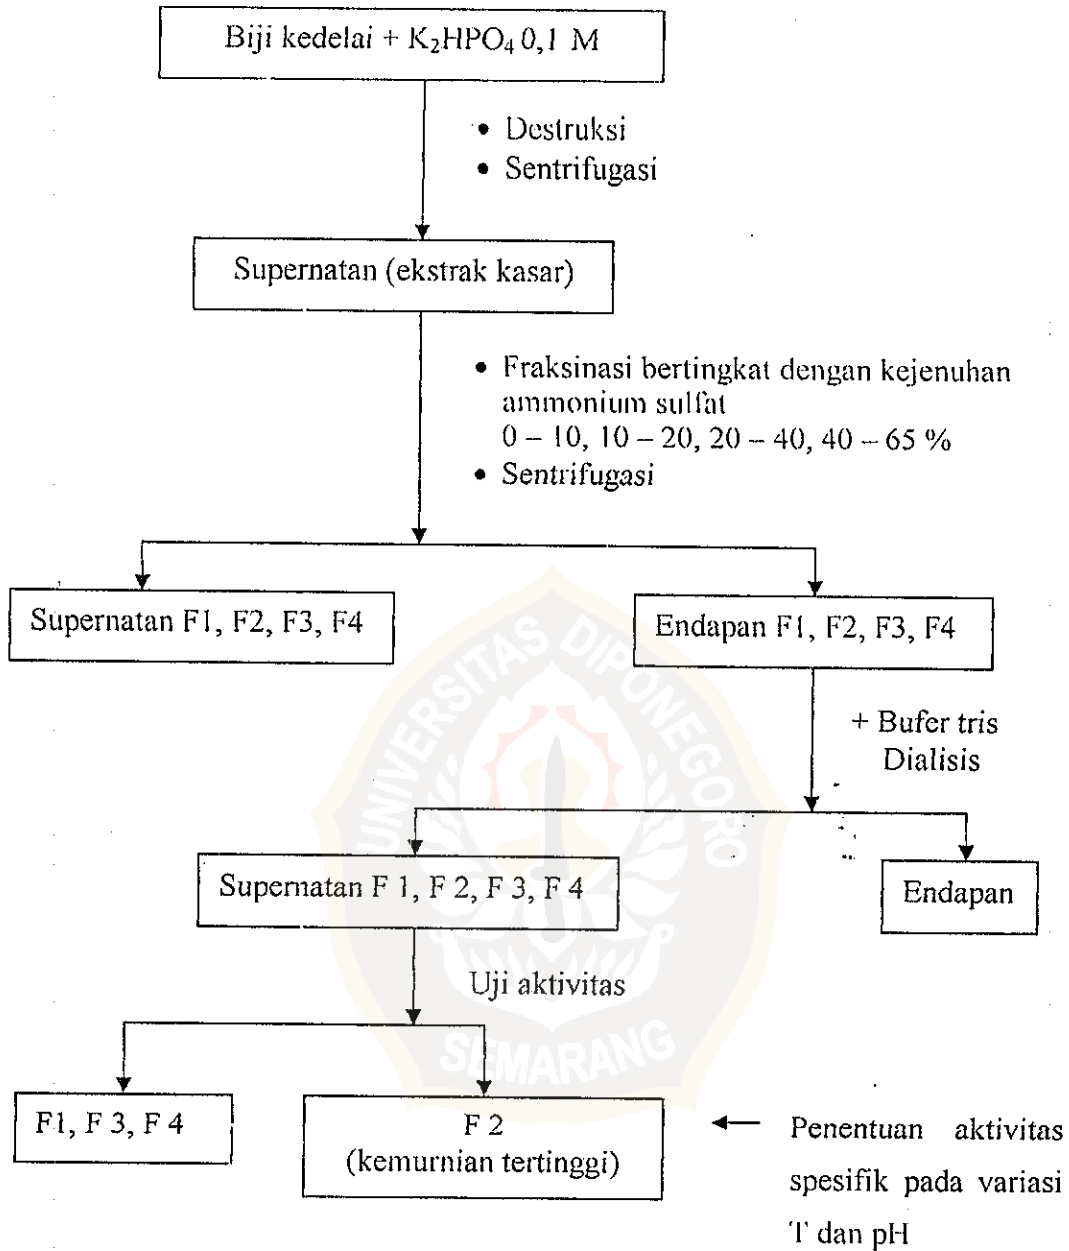 Biji kedelai + K₂HPO₄ 0,1 M
• Destruksi
• Sentrifugasi
Supernatan (ekstrak kasar)
• Fraksinasi bertingkat dengan kejenuhan
ammonium sulfat
0 – 10, 10 – 20, 20 – 40, 40 – 65 %
• Sentrifugasi
Supernatan F1, F2, F3, F4
Endapan F1, F2, F3, F4
+ Bufer tris
Dialisis
Supernatan F 1, F 2, F 3, F 4
Endapan
Uji aktivitas
F1, F 3, F 4
F 2
(kemurnian tertinggi)
Penentuan aktivitas
spesifik pada variasi
T dan pH
UNIVERSITAS DIPONEGORO
SEMARANG